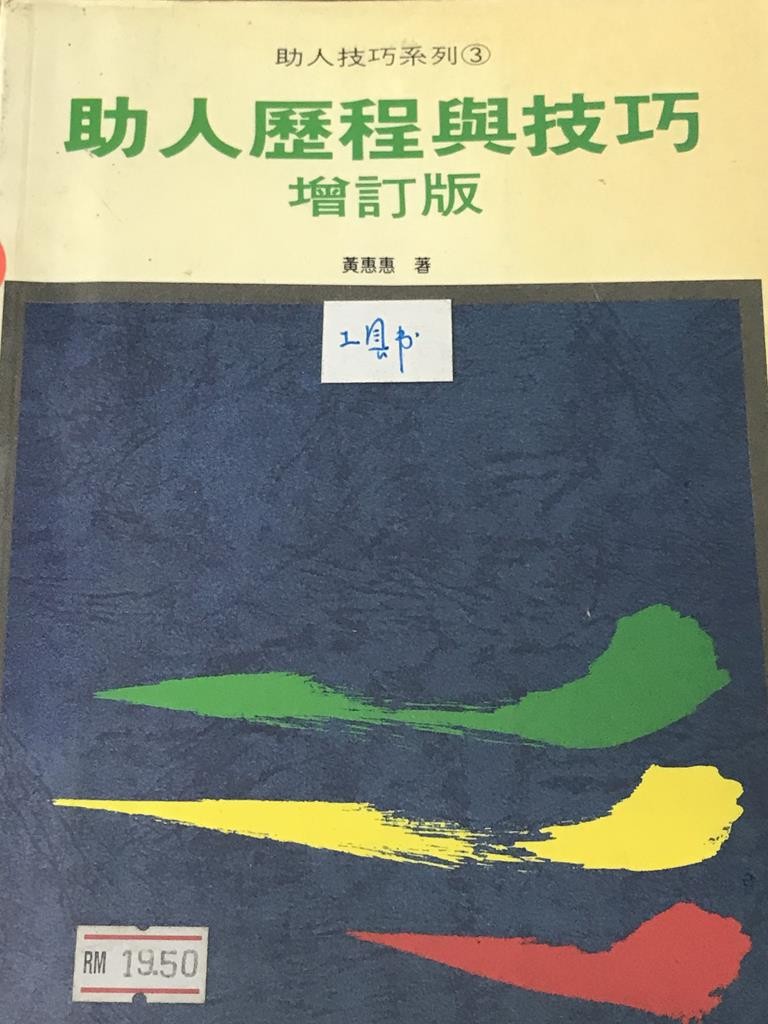 助人技巧系列③
助人歷程與技巧
增訂版
黃惠惠 著
工具书
RM 19.50